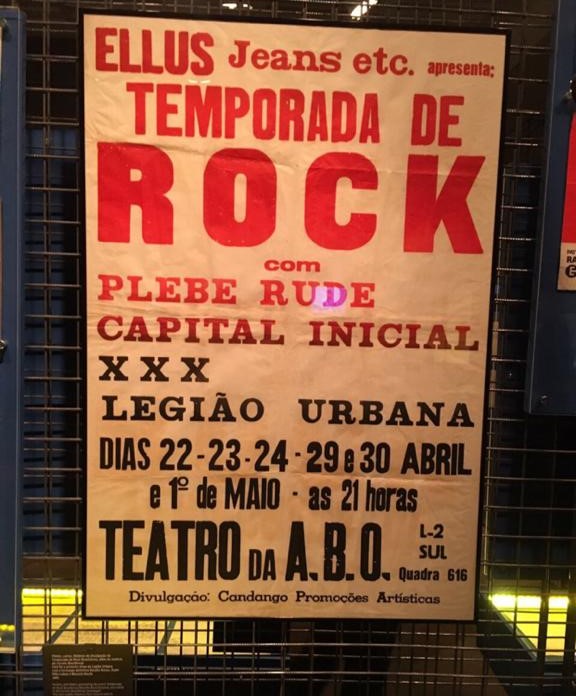 ELLUS Jeans etc. apresenta:
TEMPORADA DE
ROCK
com
PLEBE RUDE
CAPITAL INICIAL
XXX
LEGIÃO URBANA
DIAS 22-23-24-29 e 30 ABRIL
e 1º de MAIO - as 21 horas
TEATRO DA A.B.O. L-2 SUL Quadra 616
Divulgação: Candango Promoções Artísticas